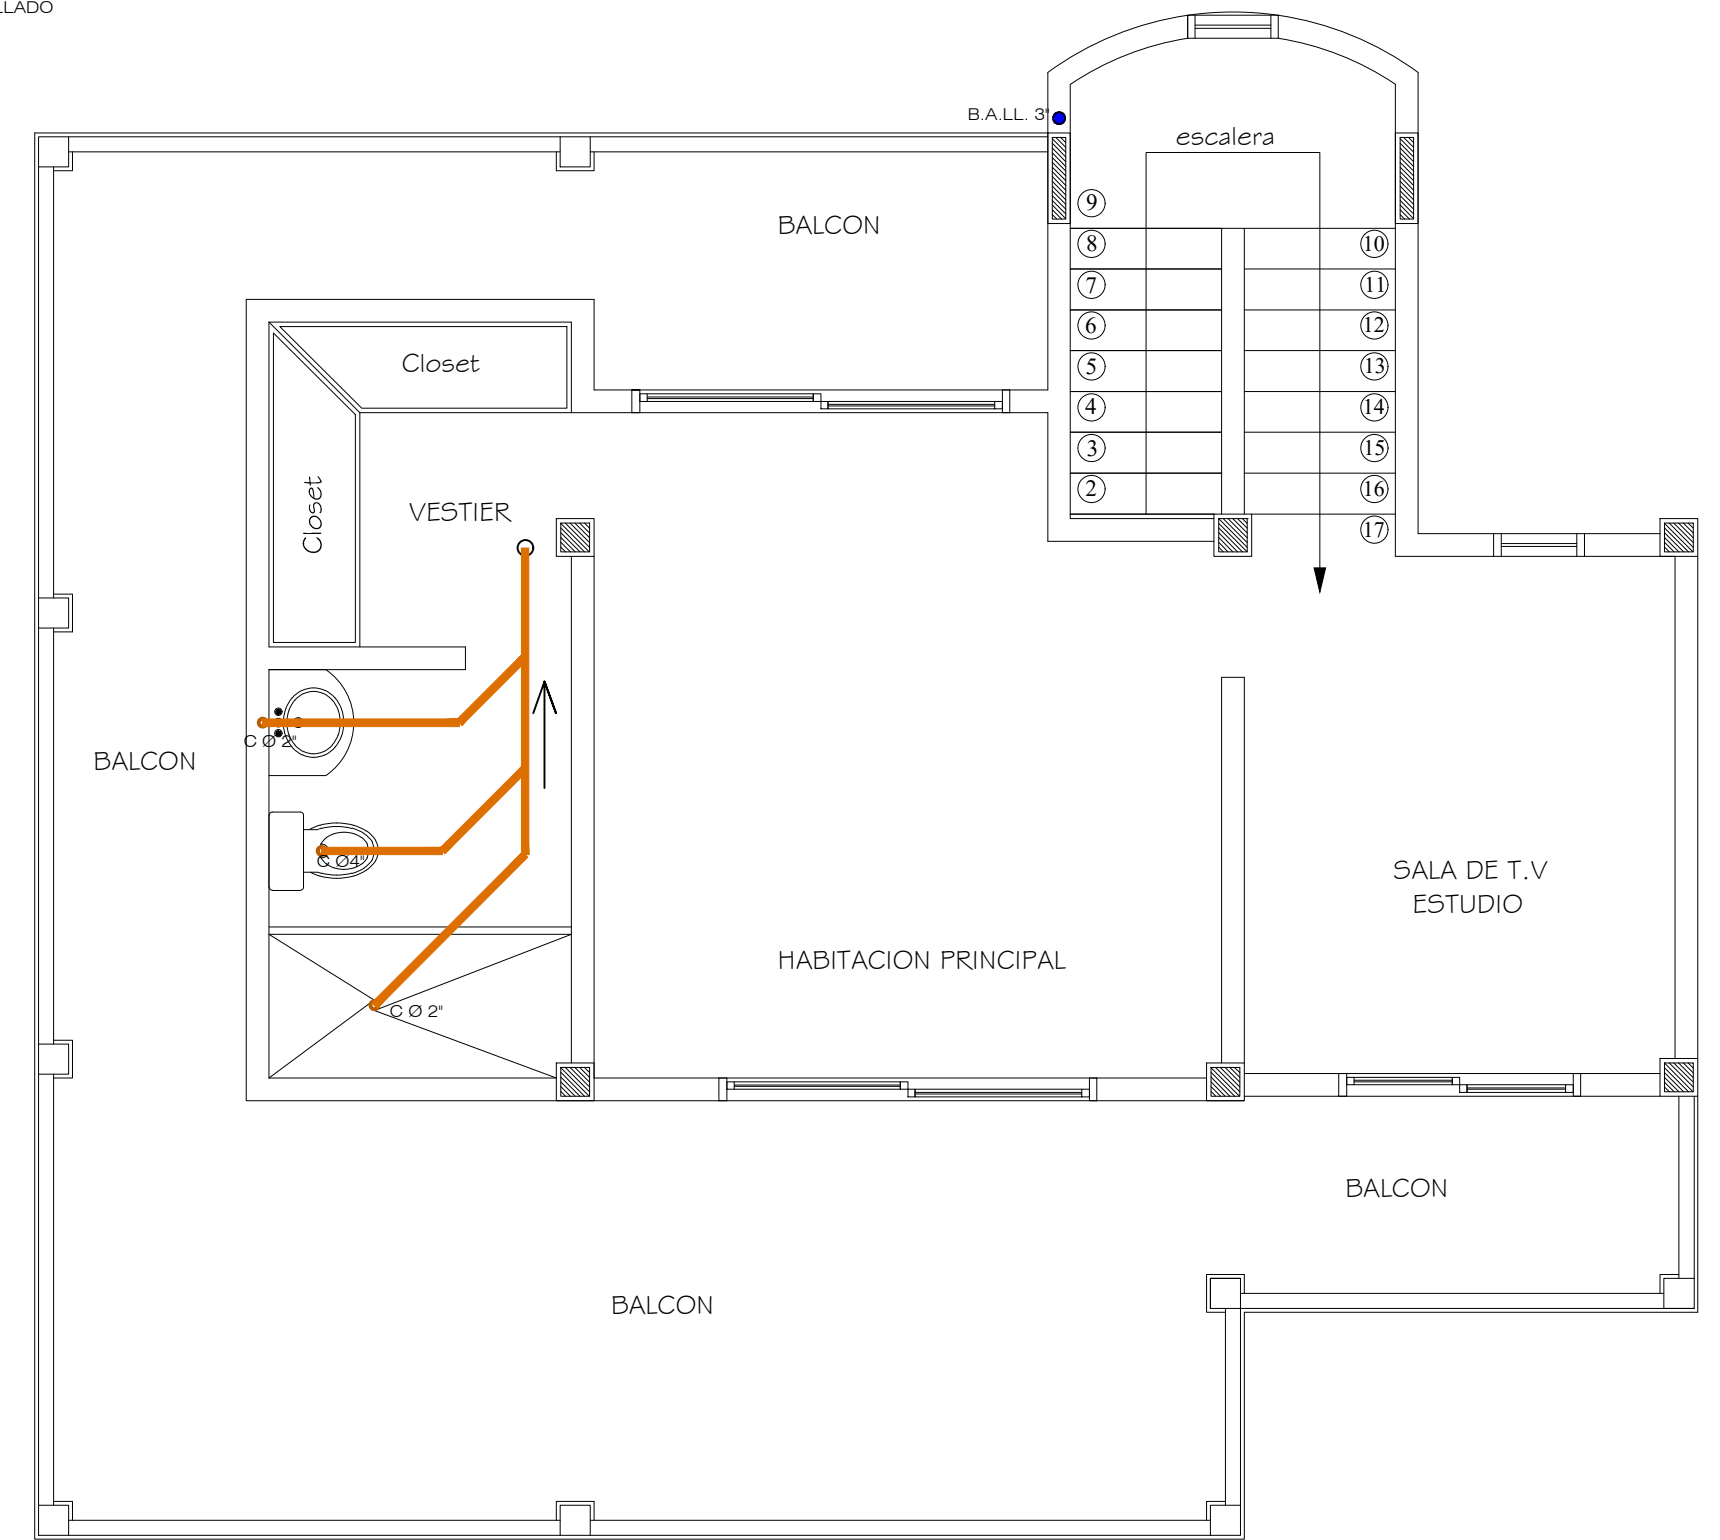 LLADO
B.A.LL. 3"
escalera
9
BALCON
8
10
7
11
6
12
Closet
5
13
4
14
3
15
Closet
2
16
VESTIER
17
C Ø 2"
BALCON
C Ø4"
SALA DE T.V
ESTUDIO
HABITACION PRINCIPAL
C Ø 2"
BALCON
BALCON